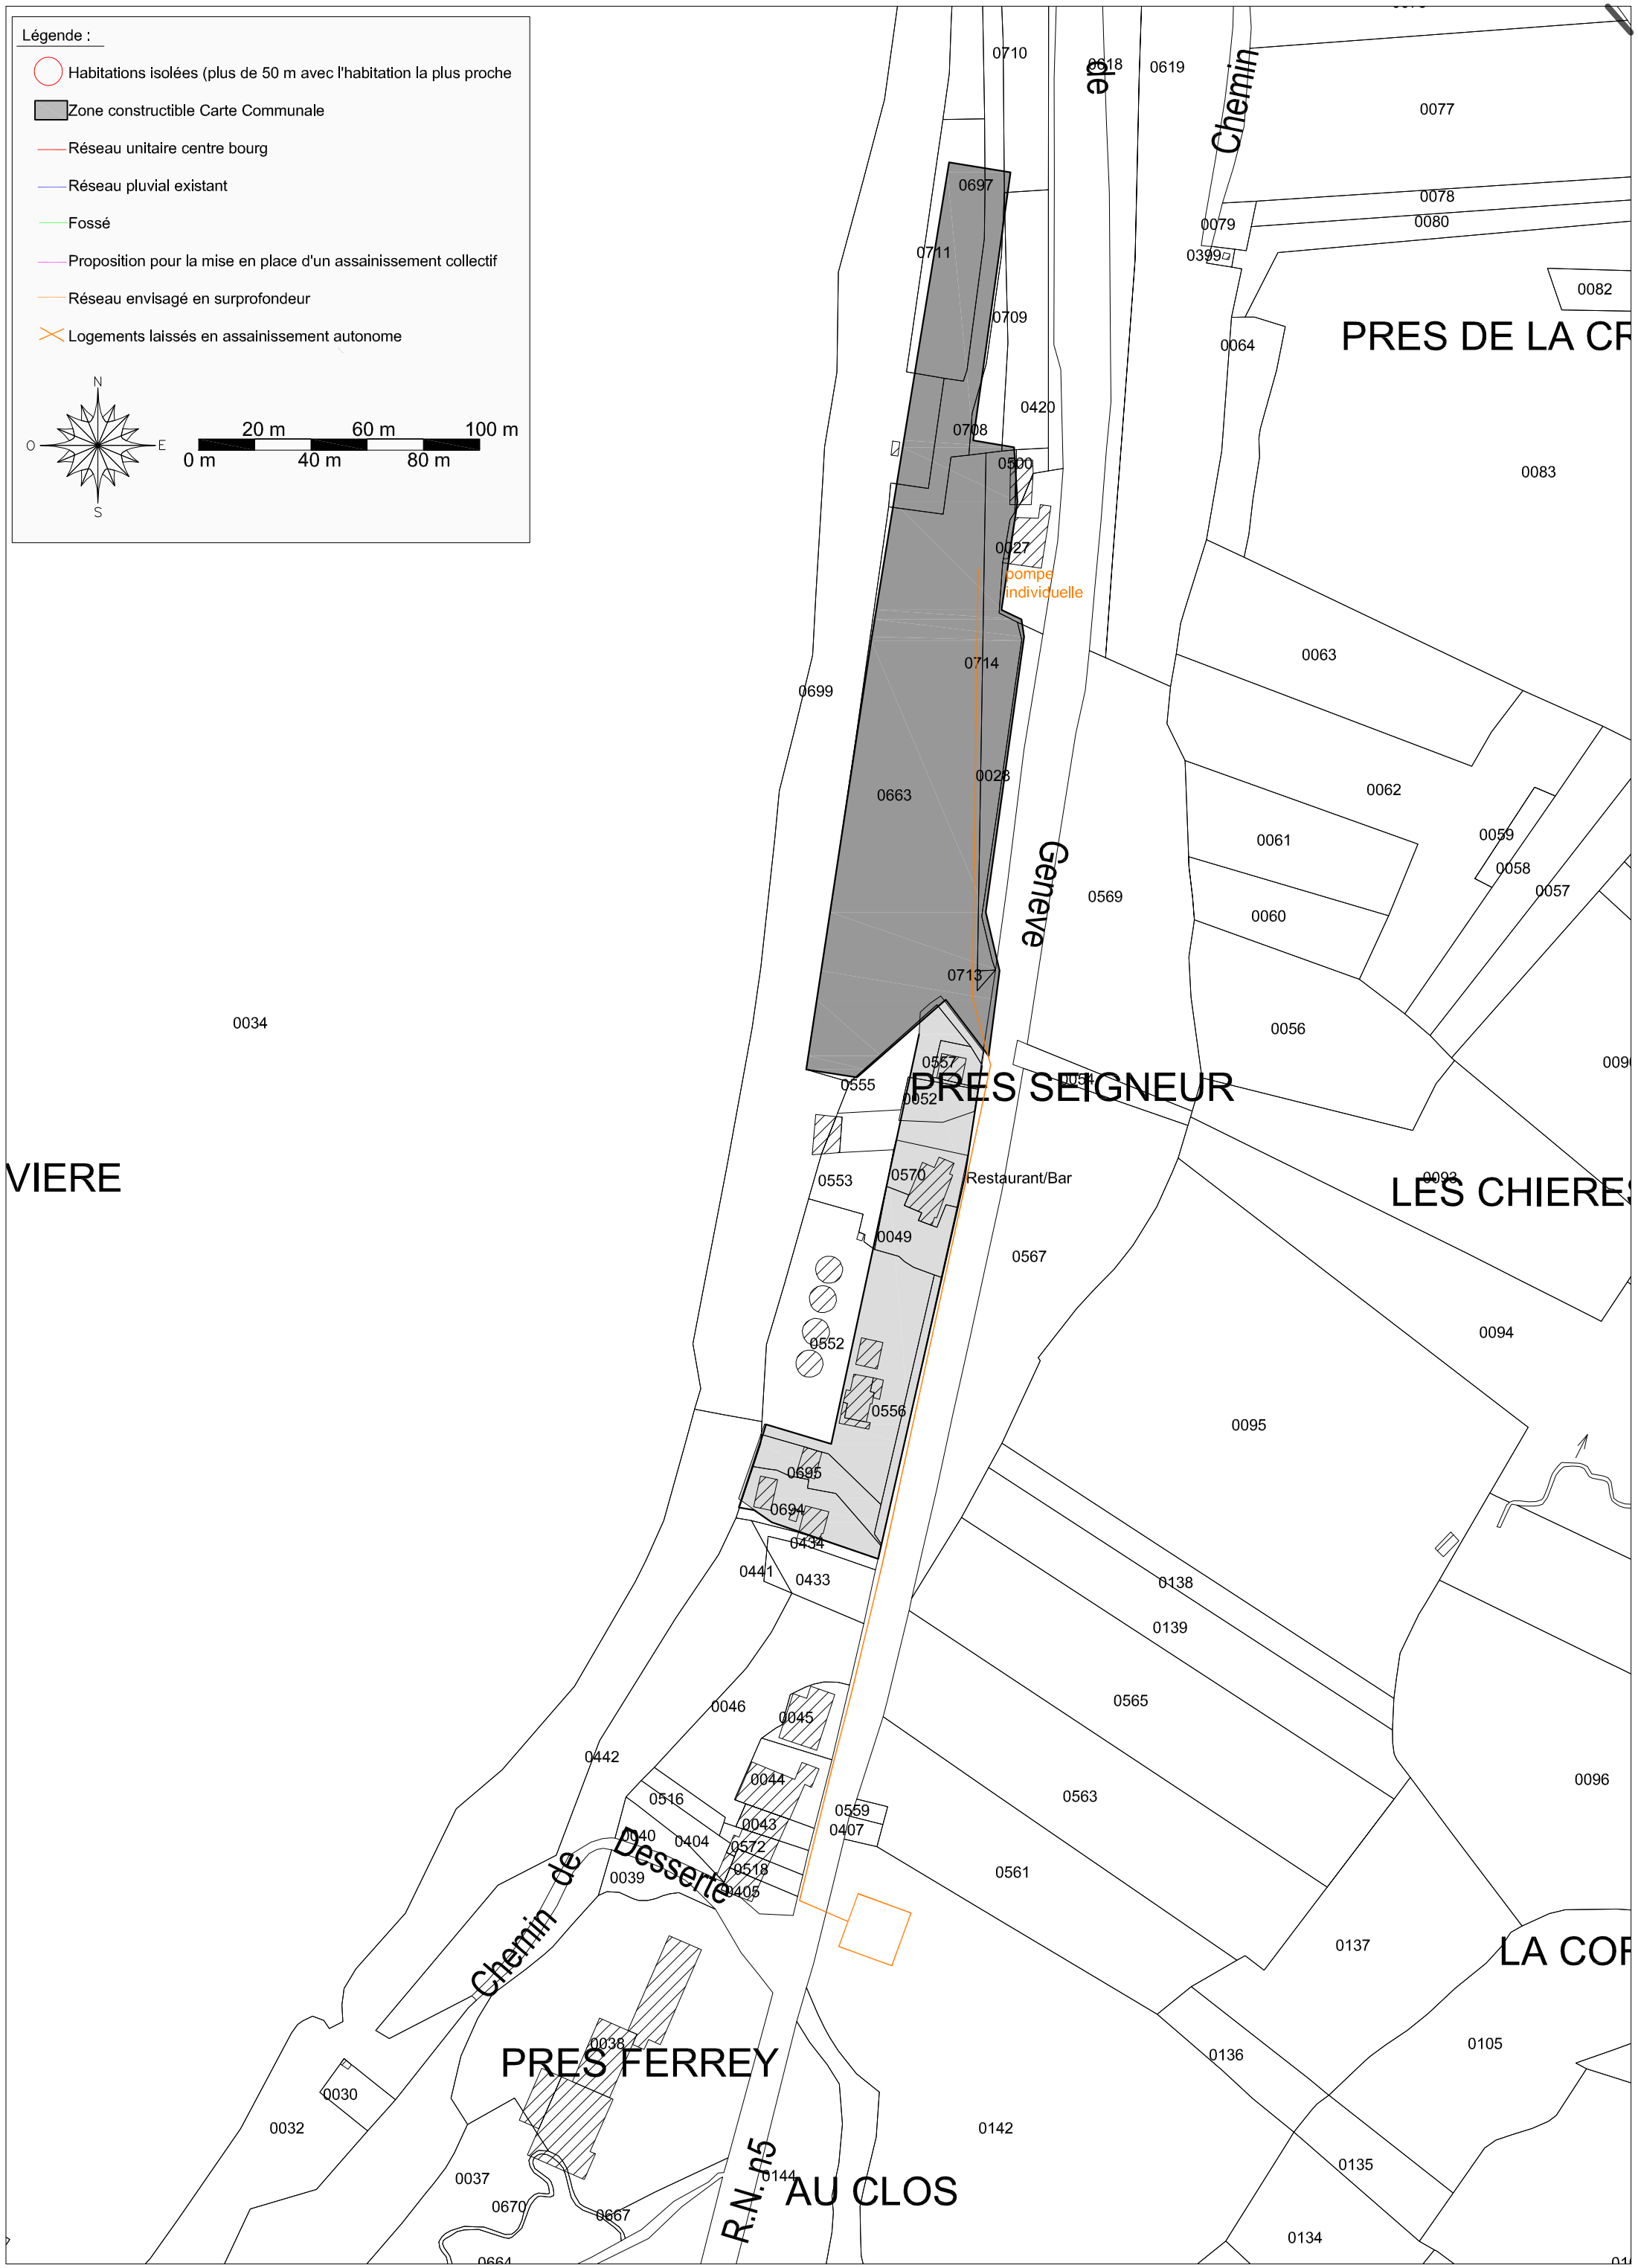 Légende :
Habitations isolées (plus de 50 m avec l'habitation la plus proche
Zone constructible Carte Communale
Réseau unitaire centre bourg
Réseau pluvial existant
Fossé
Proposition pour la mise en place d'un assainissement collectif
Réseau envisagé en surprofondeur
Logements laissés en assainissement autonome
N
O
E
S
20 m
60 m
100 m
0 m
40 m
80 m
0710
0618
de
0619
Chemin
0077
0697
0078
0079
0080
0711
0399
0082
0709
0064
PRES DE LA CR
0420
0708
0500
0083
0027
pompe
individuelle
0063
0714
0699
0028
0663
0062
0059
0061
0058
Geneve
0057
0569
0060
0713
0034
0056
0557
0555
PRES SEIGNEUR
0054
0052
VIERE
0570
Restaurant/Bar
0553
0093
LES CHIERES
0049
0567
0552
0094
0556
0095
0695
0694
0434
0441
0433
0138
0139
0565
0046
0045
0442
0044
0516
0563
0096
0559
0043
0407
0040
0404
0572
Desserte
0518
0561
de
0039
0405
Chemin
0137
LA COR
0038
PRES FERREY
0136
0105
0030
0032
0142
0144
AU CLOS
R.N. n5
0037
0135
0670
0667
0134
0664